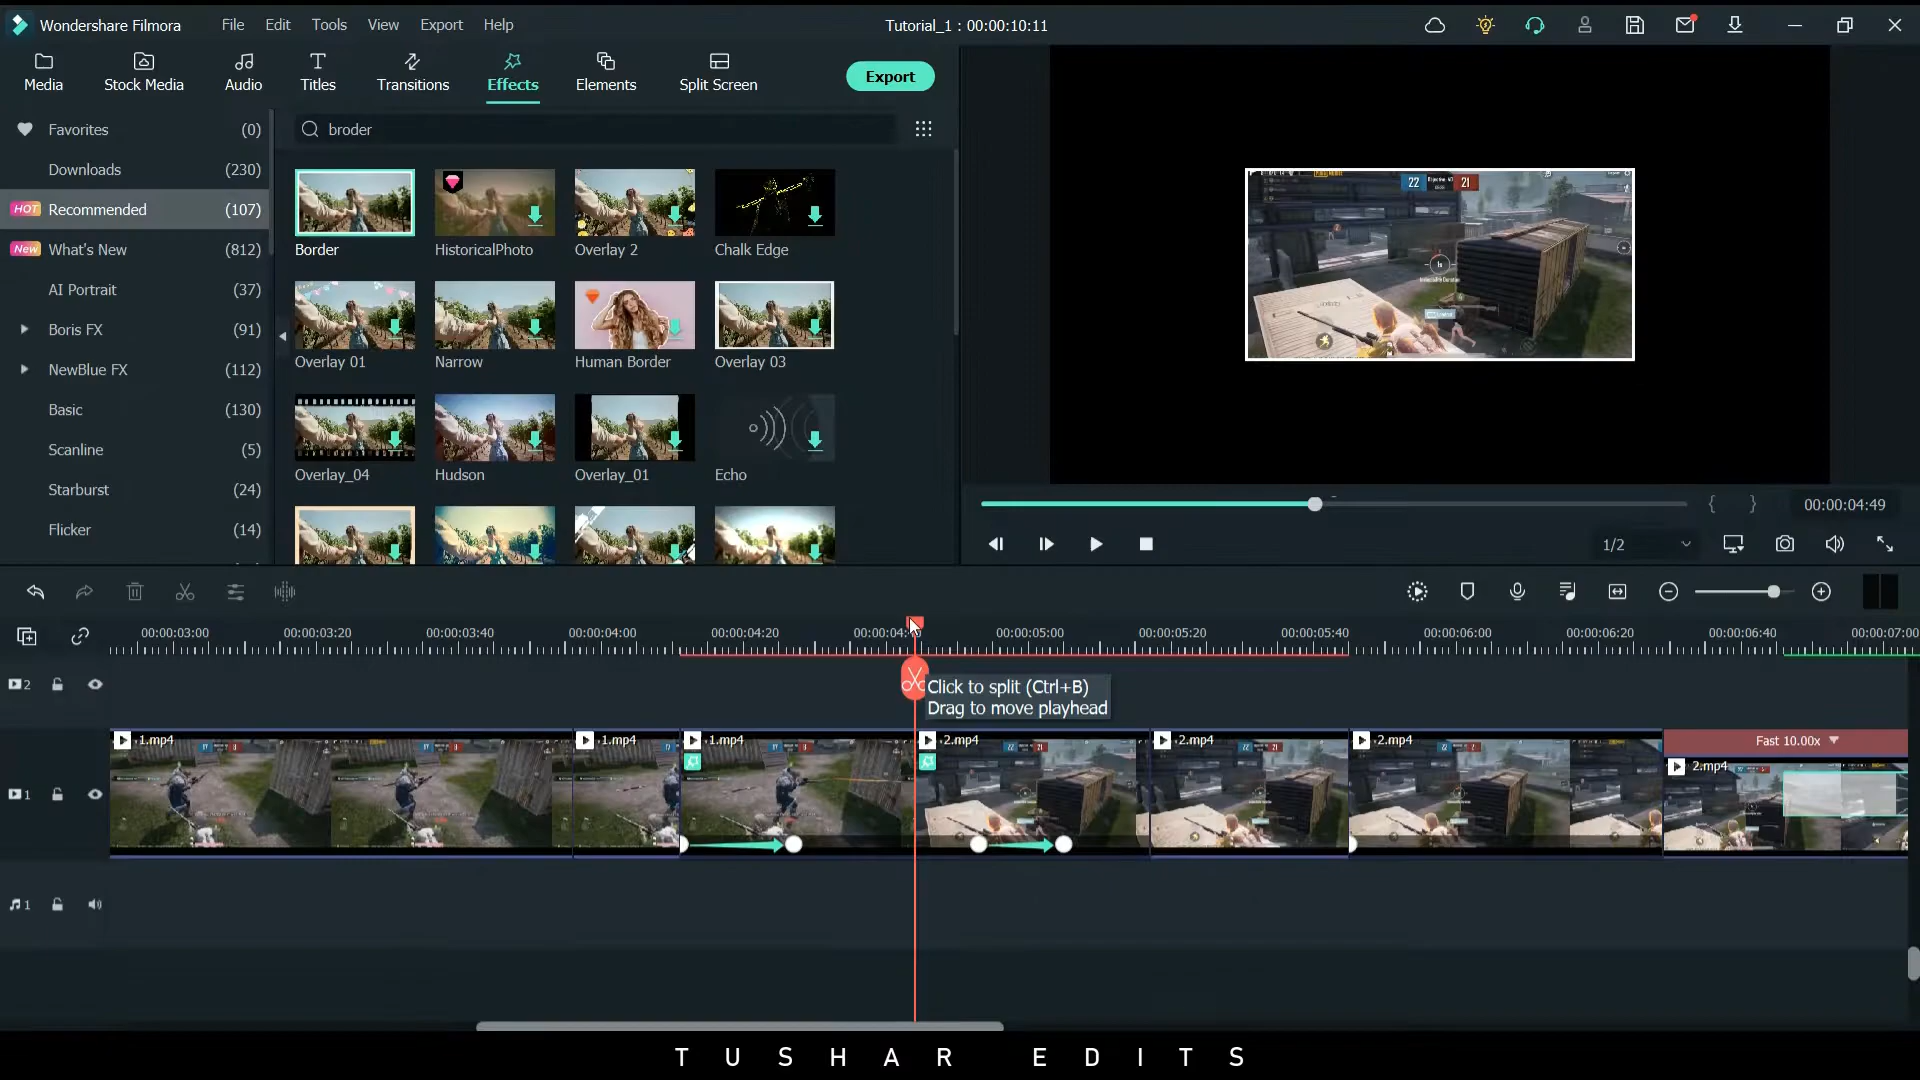 Wondershare Filmora File Edit Tools View Export Help Tutorial_1 : 00:00:10:11
Media Stock Media Audio Titles Transitions Effects Elements Split Screen Export
Favorites (0)
Downloads (230)
HOT Recommended (107)
New What's New (812)
AI Portrait (37)
Boris FX (91)
NewBlue FX (112)
Basic (130)
Scanline (5)
Starburst (24)
Flicker (14)
broder
Border HistoricalPhoto Overlay 2 Chalk Edge
Overlay 01 Narrow Human Border Overlay 03
Overlay_04 Hudson Overlay_01 Echo
22 21
00:00:04:49
1/2
00:00:03:00 00:00:03:20 00:00:03:40 00:00:04:00 00:00:04:20 00:00:05:00 00:00:05:20 00:00:05:40 00:00:06:00 00:00:06:20 00:00:06:40 00:00:07:00
2
Click to split (Ctrl+B)
Drag to move playhead
1.mp4 1.mp4 1.mp4 2.mp4 2.mp4 2.mp4 Fast 10.00x
2.mp4
1
1
TUSHAR EDITS